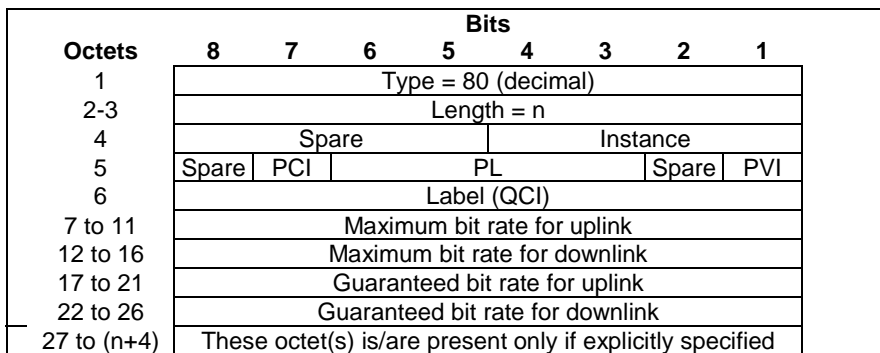 Bits
Octets 8 7 6 5 4 3 2 1
1 Type = 80 (decimal)
2-3 Length = n
4 Spare Instance
5 Spare PCI PL Spare PVI
6 Label (QCI)
7 to 11 Maximum bit rate for uplink
12 to 16 Maximum bit rate for downlink
17 to 21 Guaranteed bit rate for uplink
22 to 26 Guaranteed bit rate for downlink
27 to (n+4) These octet(s) is/are present only if explicitly specified